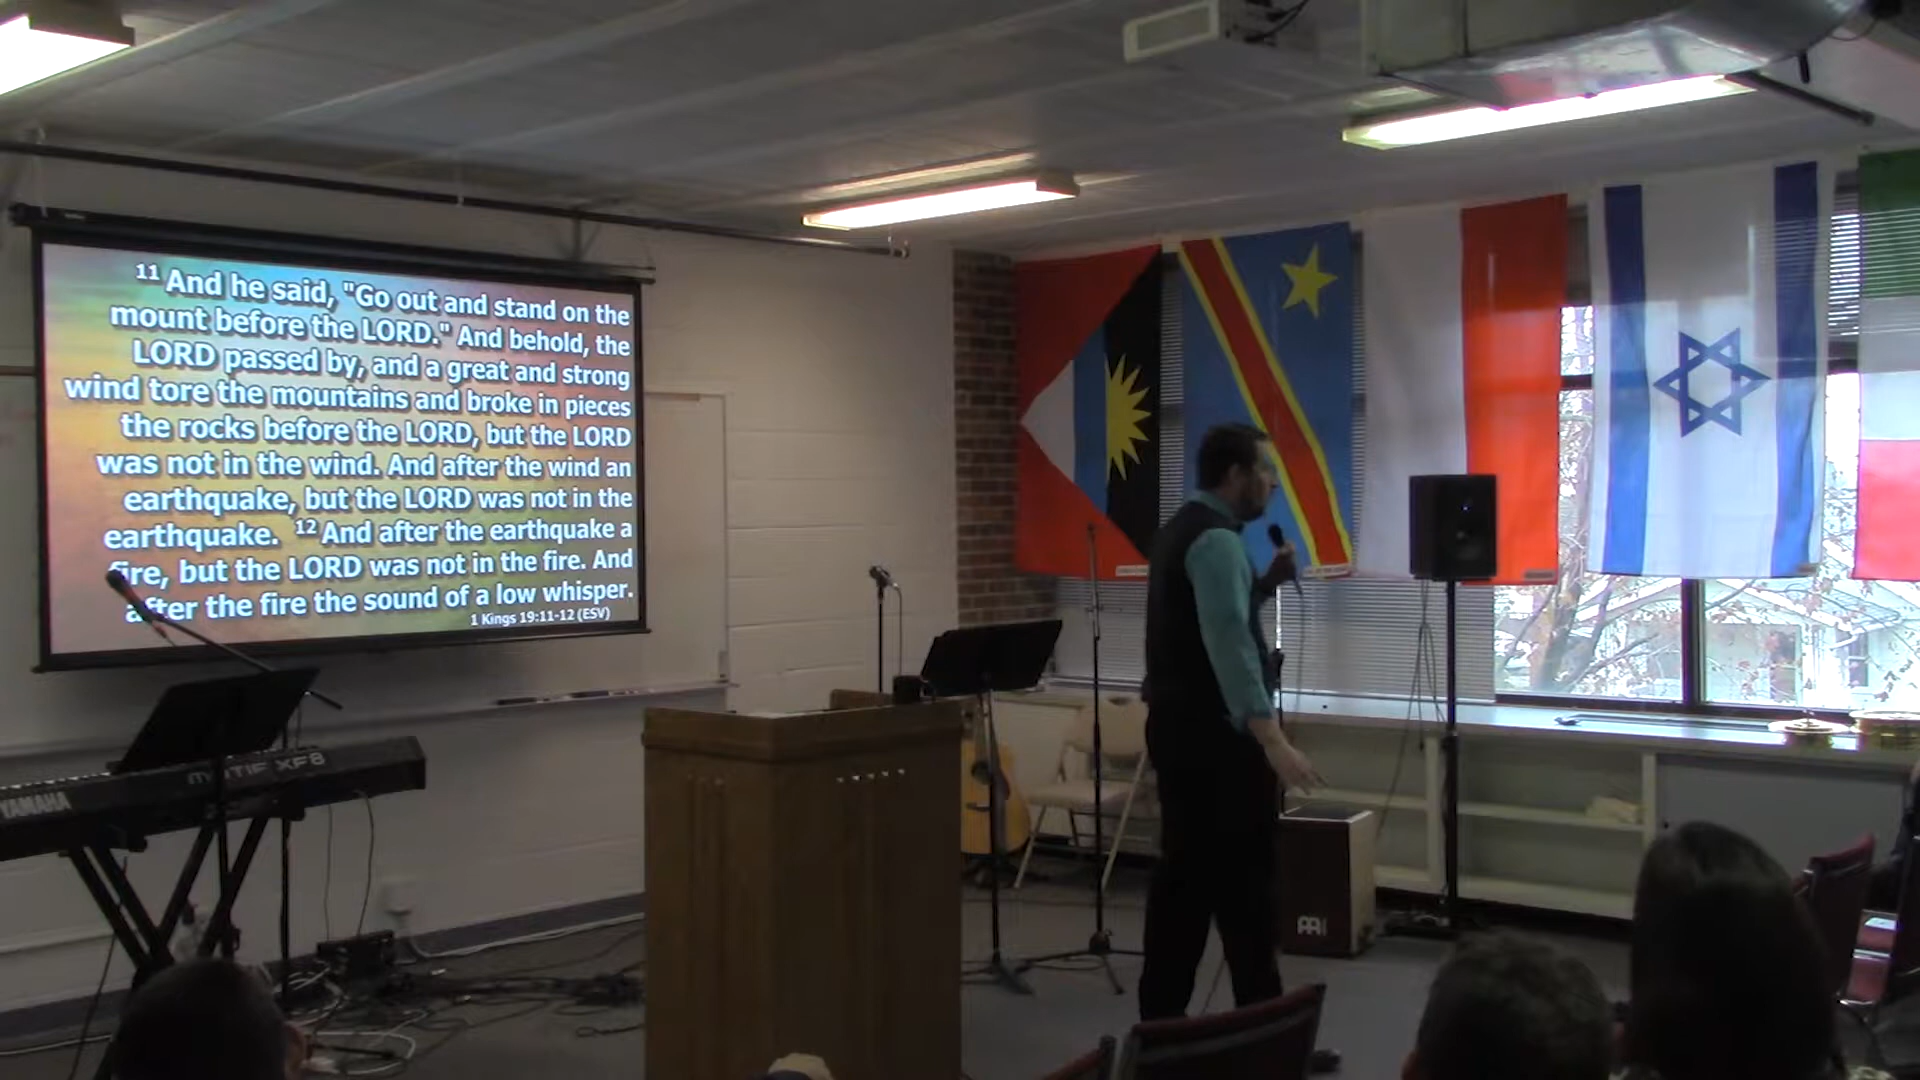 11 And he said, "Go out and stand on the
mount before the LORD." And behold, the
LORD passed by, and a great and strong
wind tore the mountains and broke in pieces
the rocks before the LORD, but the LORD
was not in the wind. And after the wind an
earthquake, but the LORD was not in the
earthquake. 12 And after the earthquake a
fire, but the LORD was not in the fire. And
after the fire the sound of a low whisper.
1 Kings 19:11-12 (ESV)
YAMAHA
MOTIF XF8